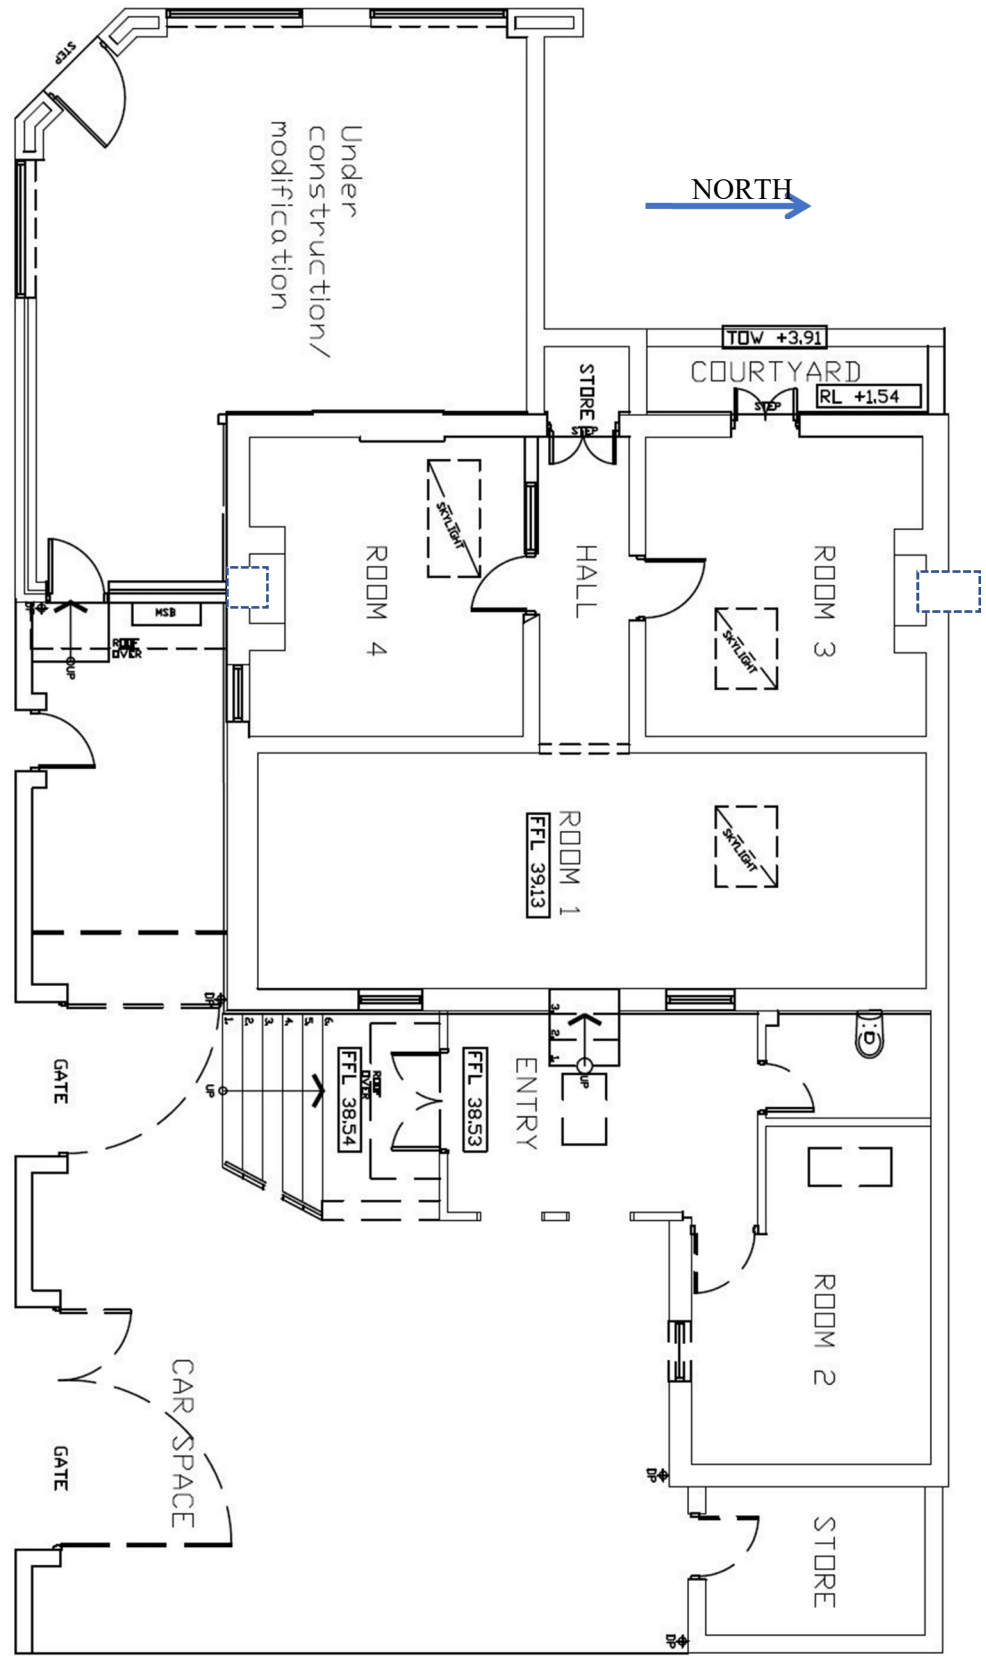 STEP
Under
construction/
modification
NORTH
TOW +3.91
COURTYARD
RL +1.54
STEP
STORE
STEP
SKYLIGHT
ROOM 4
HALL
ROOM 3
SKYLIGHT
MSB
ROOF
OVER
UP
DP
SKYLIGHT
ROOM 1
FFL 39.13
DP
GATE
1. 2. 3. 4. 5. 6.
UP
FFL 38.54
ROOF
OVER
FFL 38.53
ENTRY
3. 2. 1.
UP
ROOM 2
CAR SPACE
GATE
DP
STORE
DP